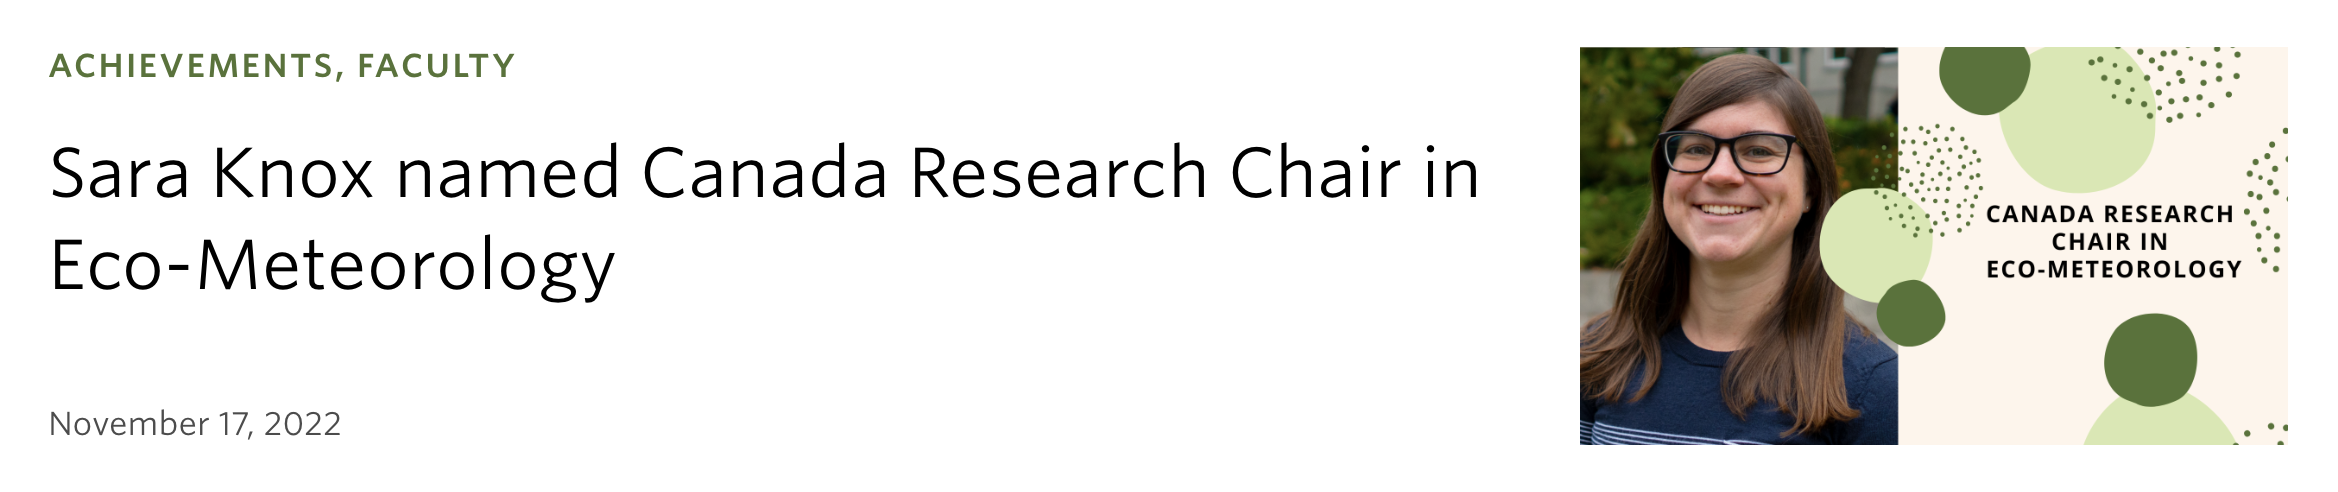 ACHIEVEMENTS, FACULTY
Sara Knox named Canada Research Chair in
Eco-Meteorology
November 17, 2022
CANADA RESEARCH
CHAIR IN
ECO-METEOROLOGY